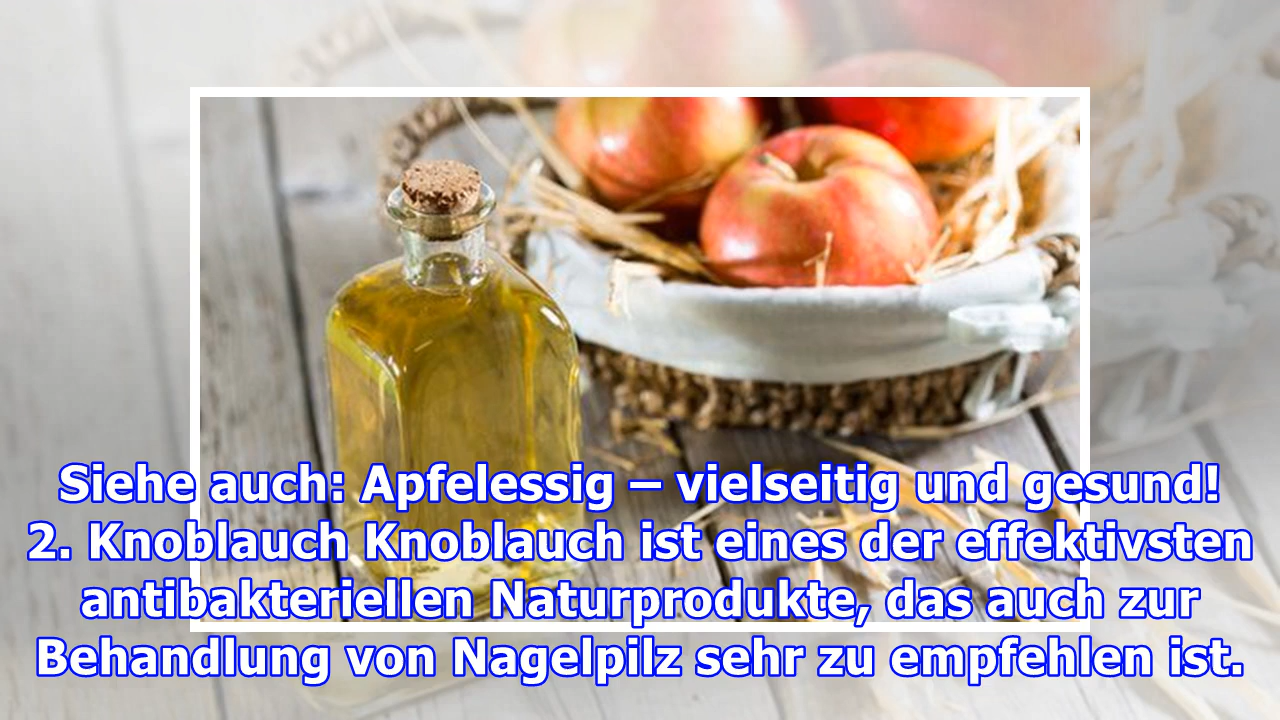 Siehe auch: Apfelessig – vielseitig und gesund!
2. Knoblauch Knoblauch ist eines der effektivsten
antibakteriellen Naturprodukte, das auch zur
Behandlung von Nagelpilz sehr zu empfehlen ist.